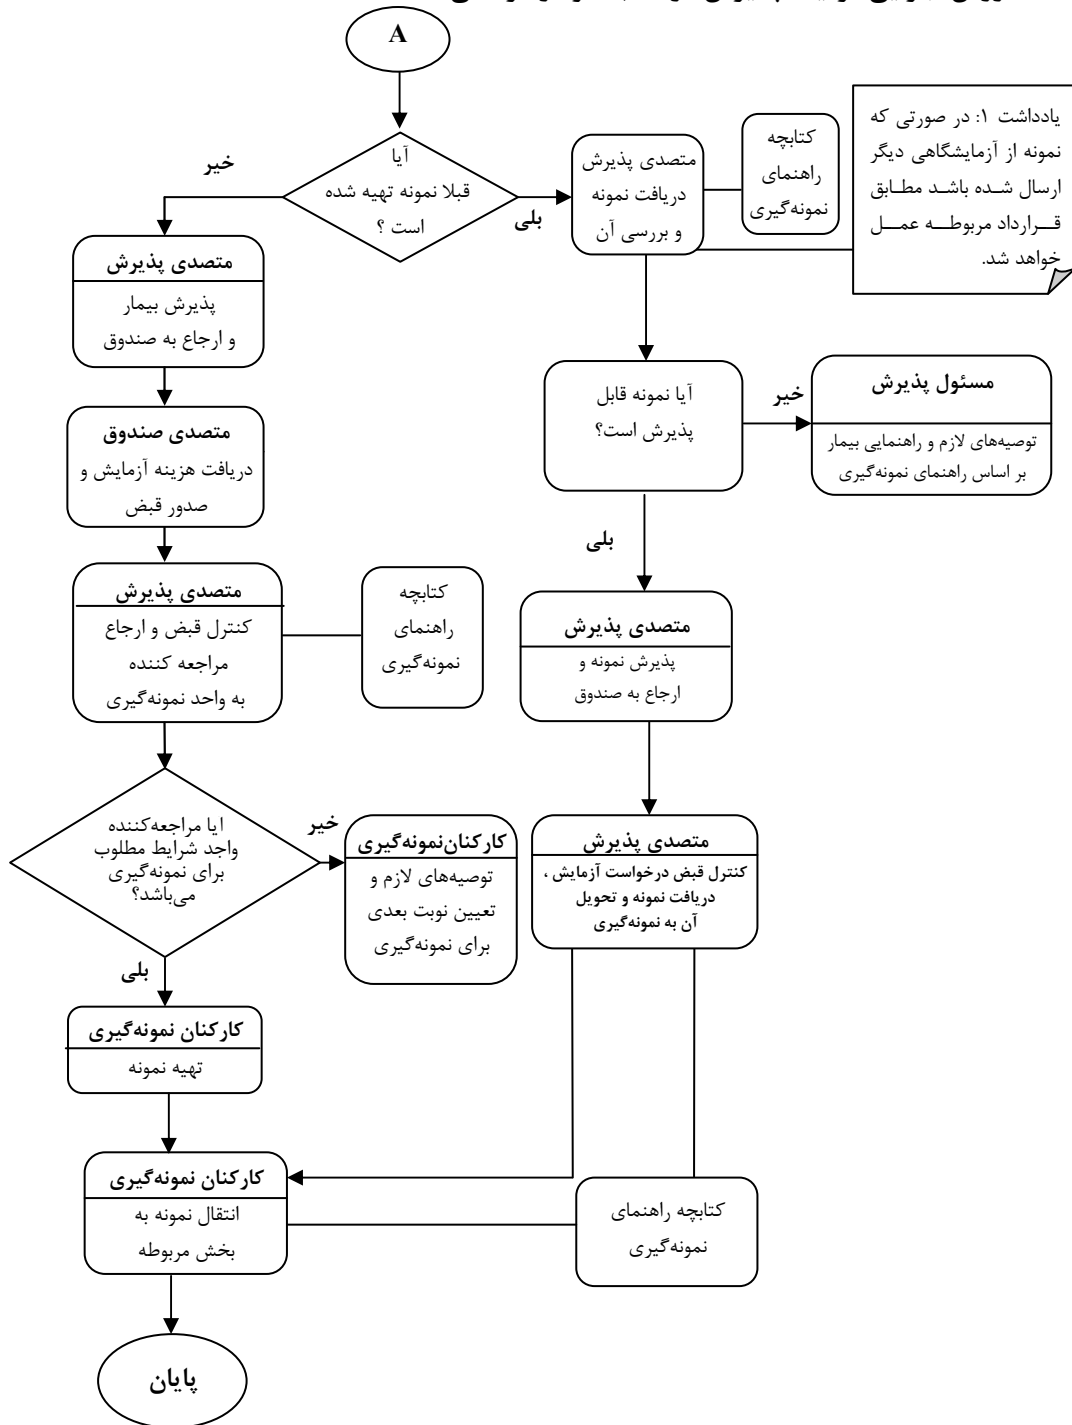 A
آیا
قبلا نمونه تهیه شده
است ؟
خیر
بلی
متصدی پذیرش
دریافت نمونه
و بررسی آن
کتابچه
راهنمای
نمونه‌گیری
یادداشت ۱: در صورتی که
نمونه از آزمایشگاهی دیگر
ارسال شـده باشـد مطـابق
قــرارداد مربوطــه عمــل
خواهد شد.
متصدی پذیرش
پذیرش بیمار
و ارجاع به صندوق
آیا نمونه قابل
پذیرش است؟
خیر
مسئول پذیرش
توصیه‌های لازم و راهنمایی بیمار
بر اساس راهنمای نمونه‌گیری
متصدی صندوق
دریافت هزینه آزمایش و
صدور قبض
بلی
متصدی پذیرش
کنترل قبض و ارجاع
مراجعه کننده
به واحد نمونه‌گیری
کتابچه
راهنمای
نمونه‌گیری
متصدی پذیرش
پذیرش نمونه و
ارجاع به صندوق
ایا مراجعه‌کننده
واجد شرایط مطلوب
برای نمونه‌گیری
می‌باشد؟
خیر
کارکنان‌نمونه‌گیری
توصیه‌های لازم و
تعیین نوبت بعدی
برای نمونه‌گیری
متصدی پذیرش
کنترل قبض درخواست آزمایش ،
دریافت نمونه و تحویل
آن به نمونه‌گیری
بلی
کارکنان نمونه‌گیری
تهیه نمونه
کارکنان نمونه‌گیری
انتقال نمونه به
بخش مربوطه
کتابچه راهنمای
نمونه‌گیری
پایان